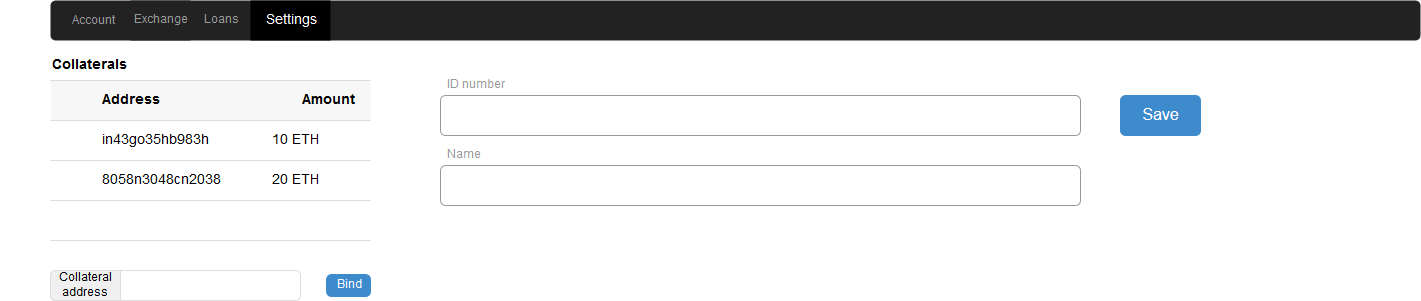 Account Exchange Loans Settings
Collaterals
Address Amount
in43go35hb983h 10 ETH
8058n3048cn2038 20 ETH
Collateral
address
Bind
ID number
Save
Name